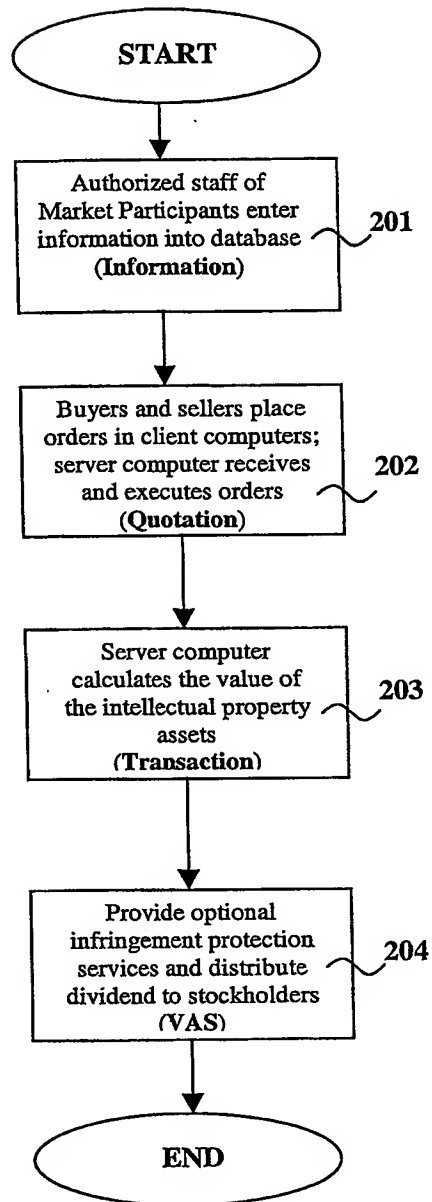 START
Authorized staff of
Market Participants enter
information into database
(Information)
201
Buyers and sellers place
orders in client computers;
server computer receives
and executes orders
(Quotation)
202
Server computer
calculates the value of
the intellectual property
assets
(Transaction)
203
Provide optional
infringement protection
services and distribute
dividend to stockholders
(VAS)
204
END